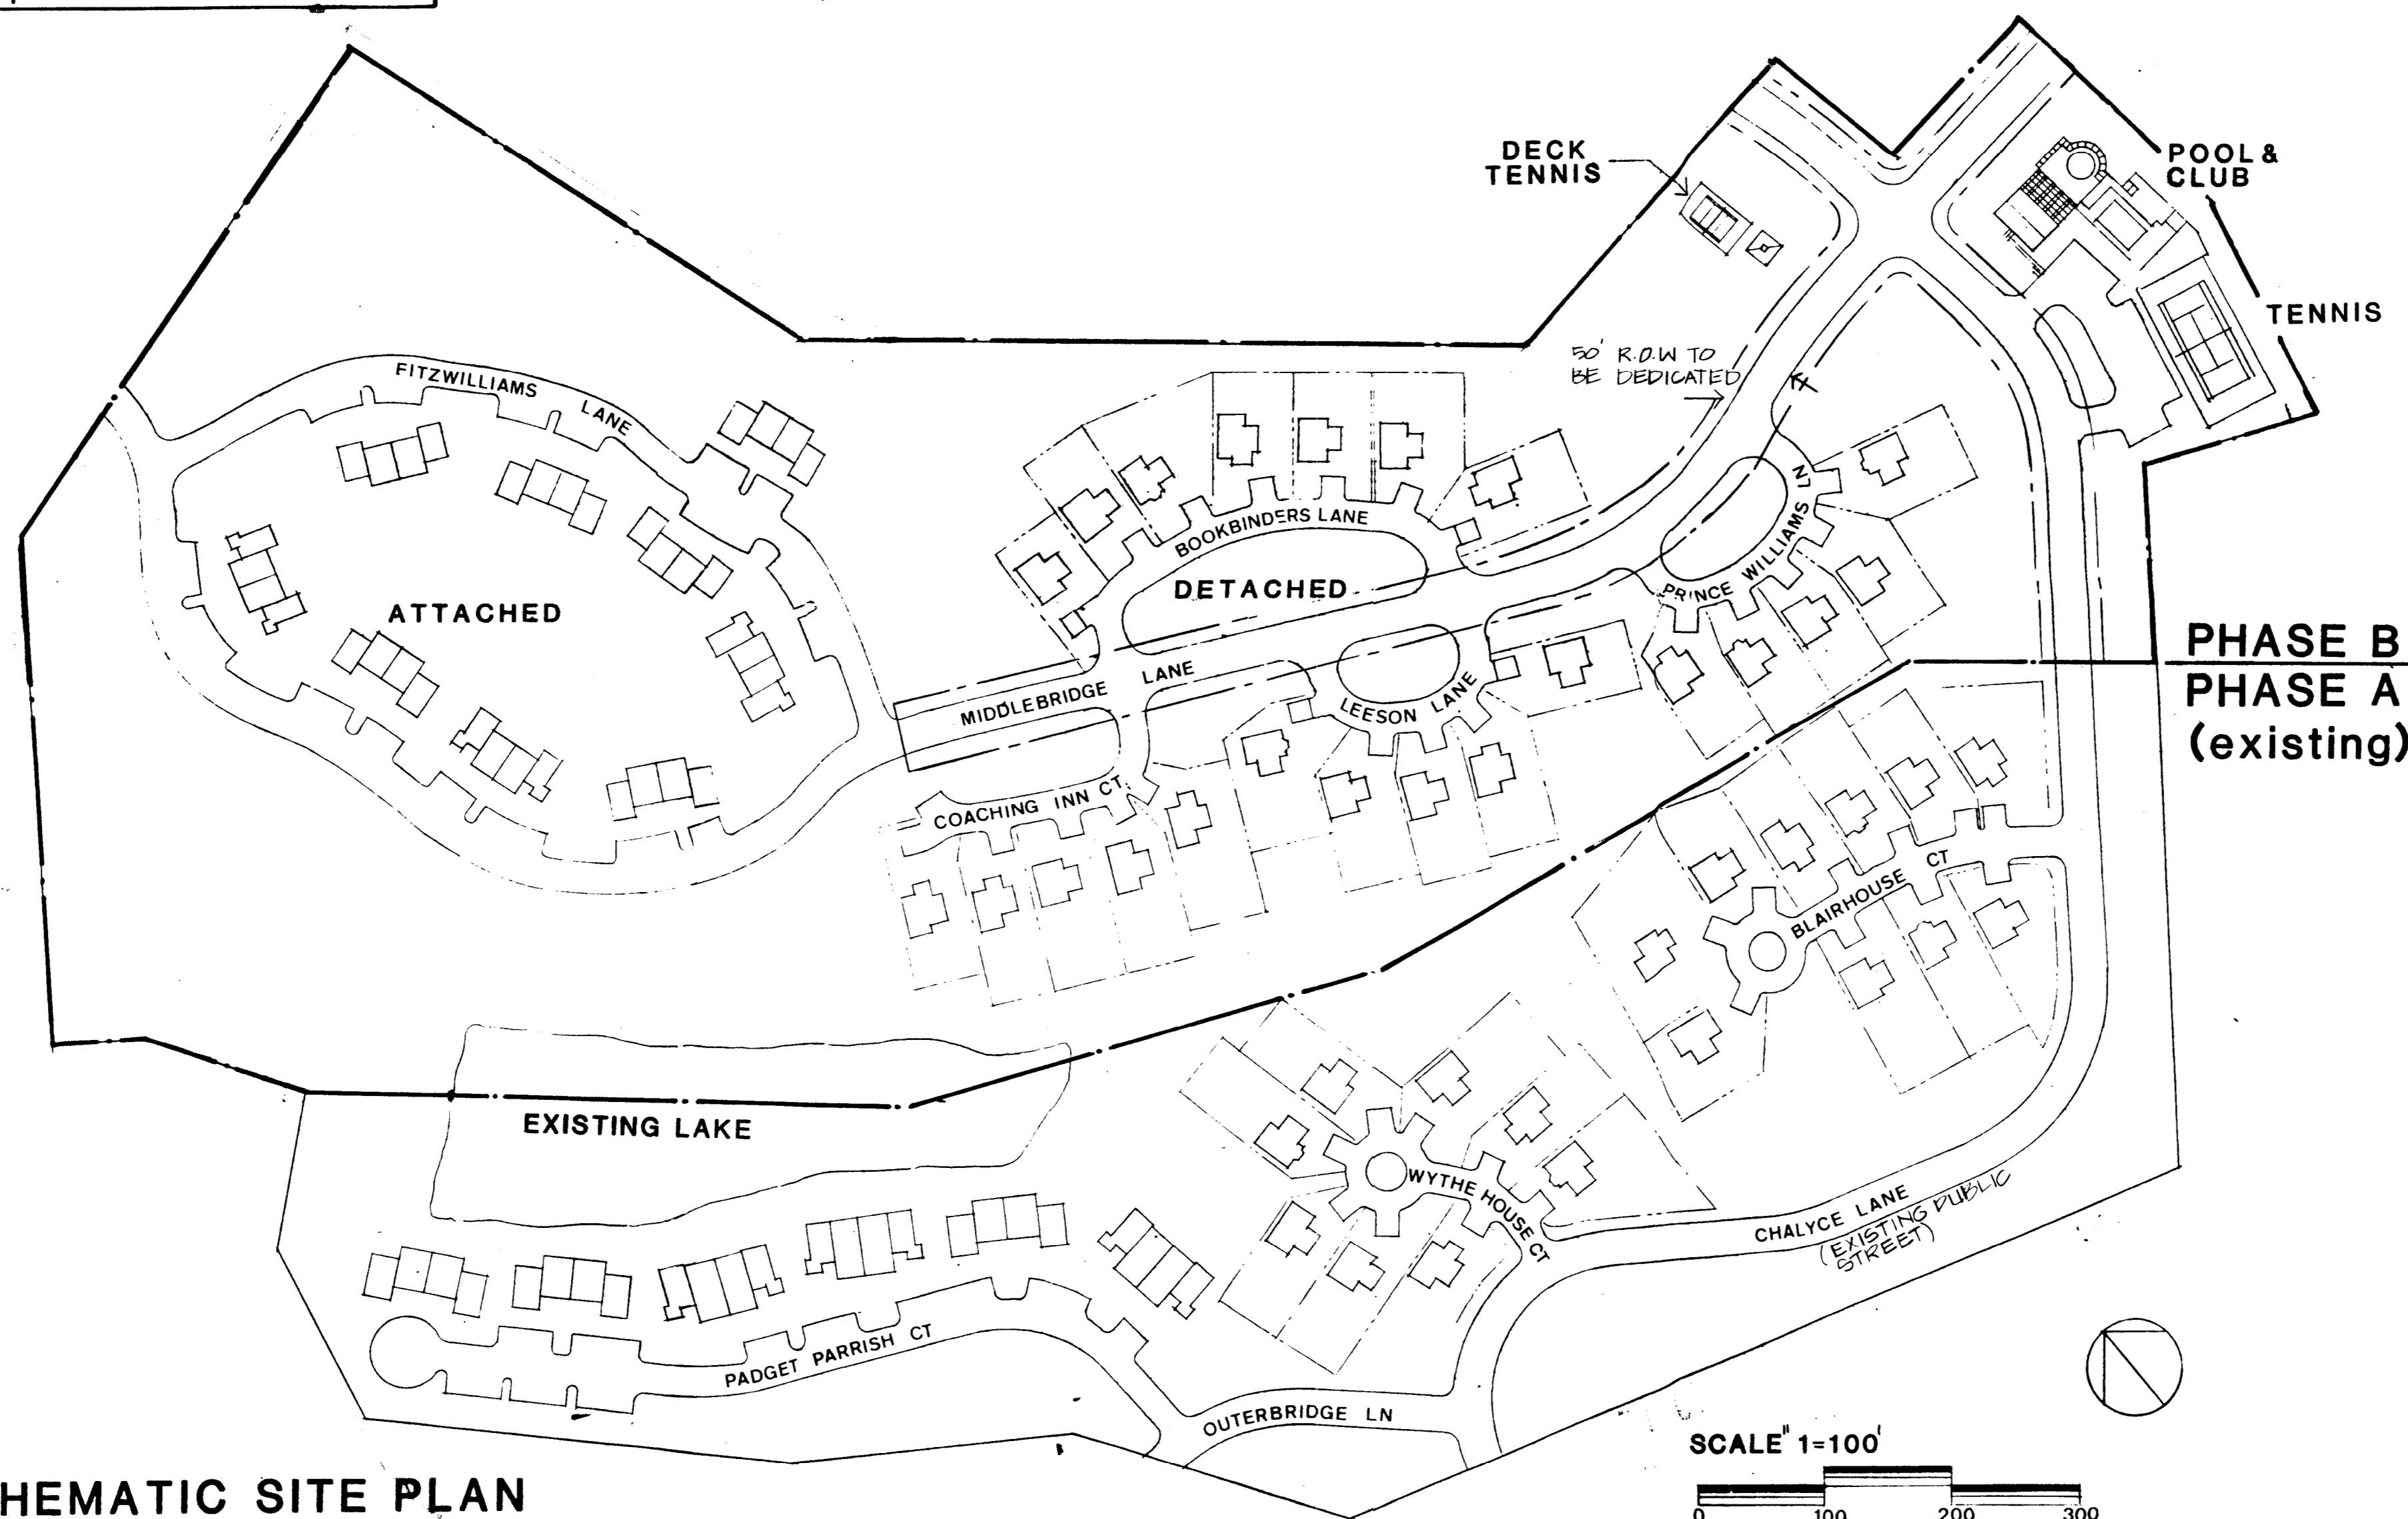 DECK
TENNIS
POOL &
CLUB
TENNIS
50' R.O.W TO
BE DEDICATED
FITZWILLIAMS LANE
BOOKBINDERS LANE
PRINCE WILLIAMS LN
DETACHED
ATTACHED
PHASE B
PHASE A
(existing)
MIDDLEBRIDGE LANE
LEESON LANE
COACHING INN CT.
BLAIRHOUSE CT
EXISTING LAKE
WYTHE HOUSE CT
CHALYCE LANE
(EXISTING PUBLIC
STREET)
PADGET PARRISH CT
OUTERBRIDGE LN
SCALE" 1=100'
0 100 200 300
HEMATIC SITE PLAN